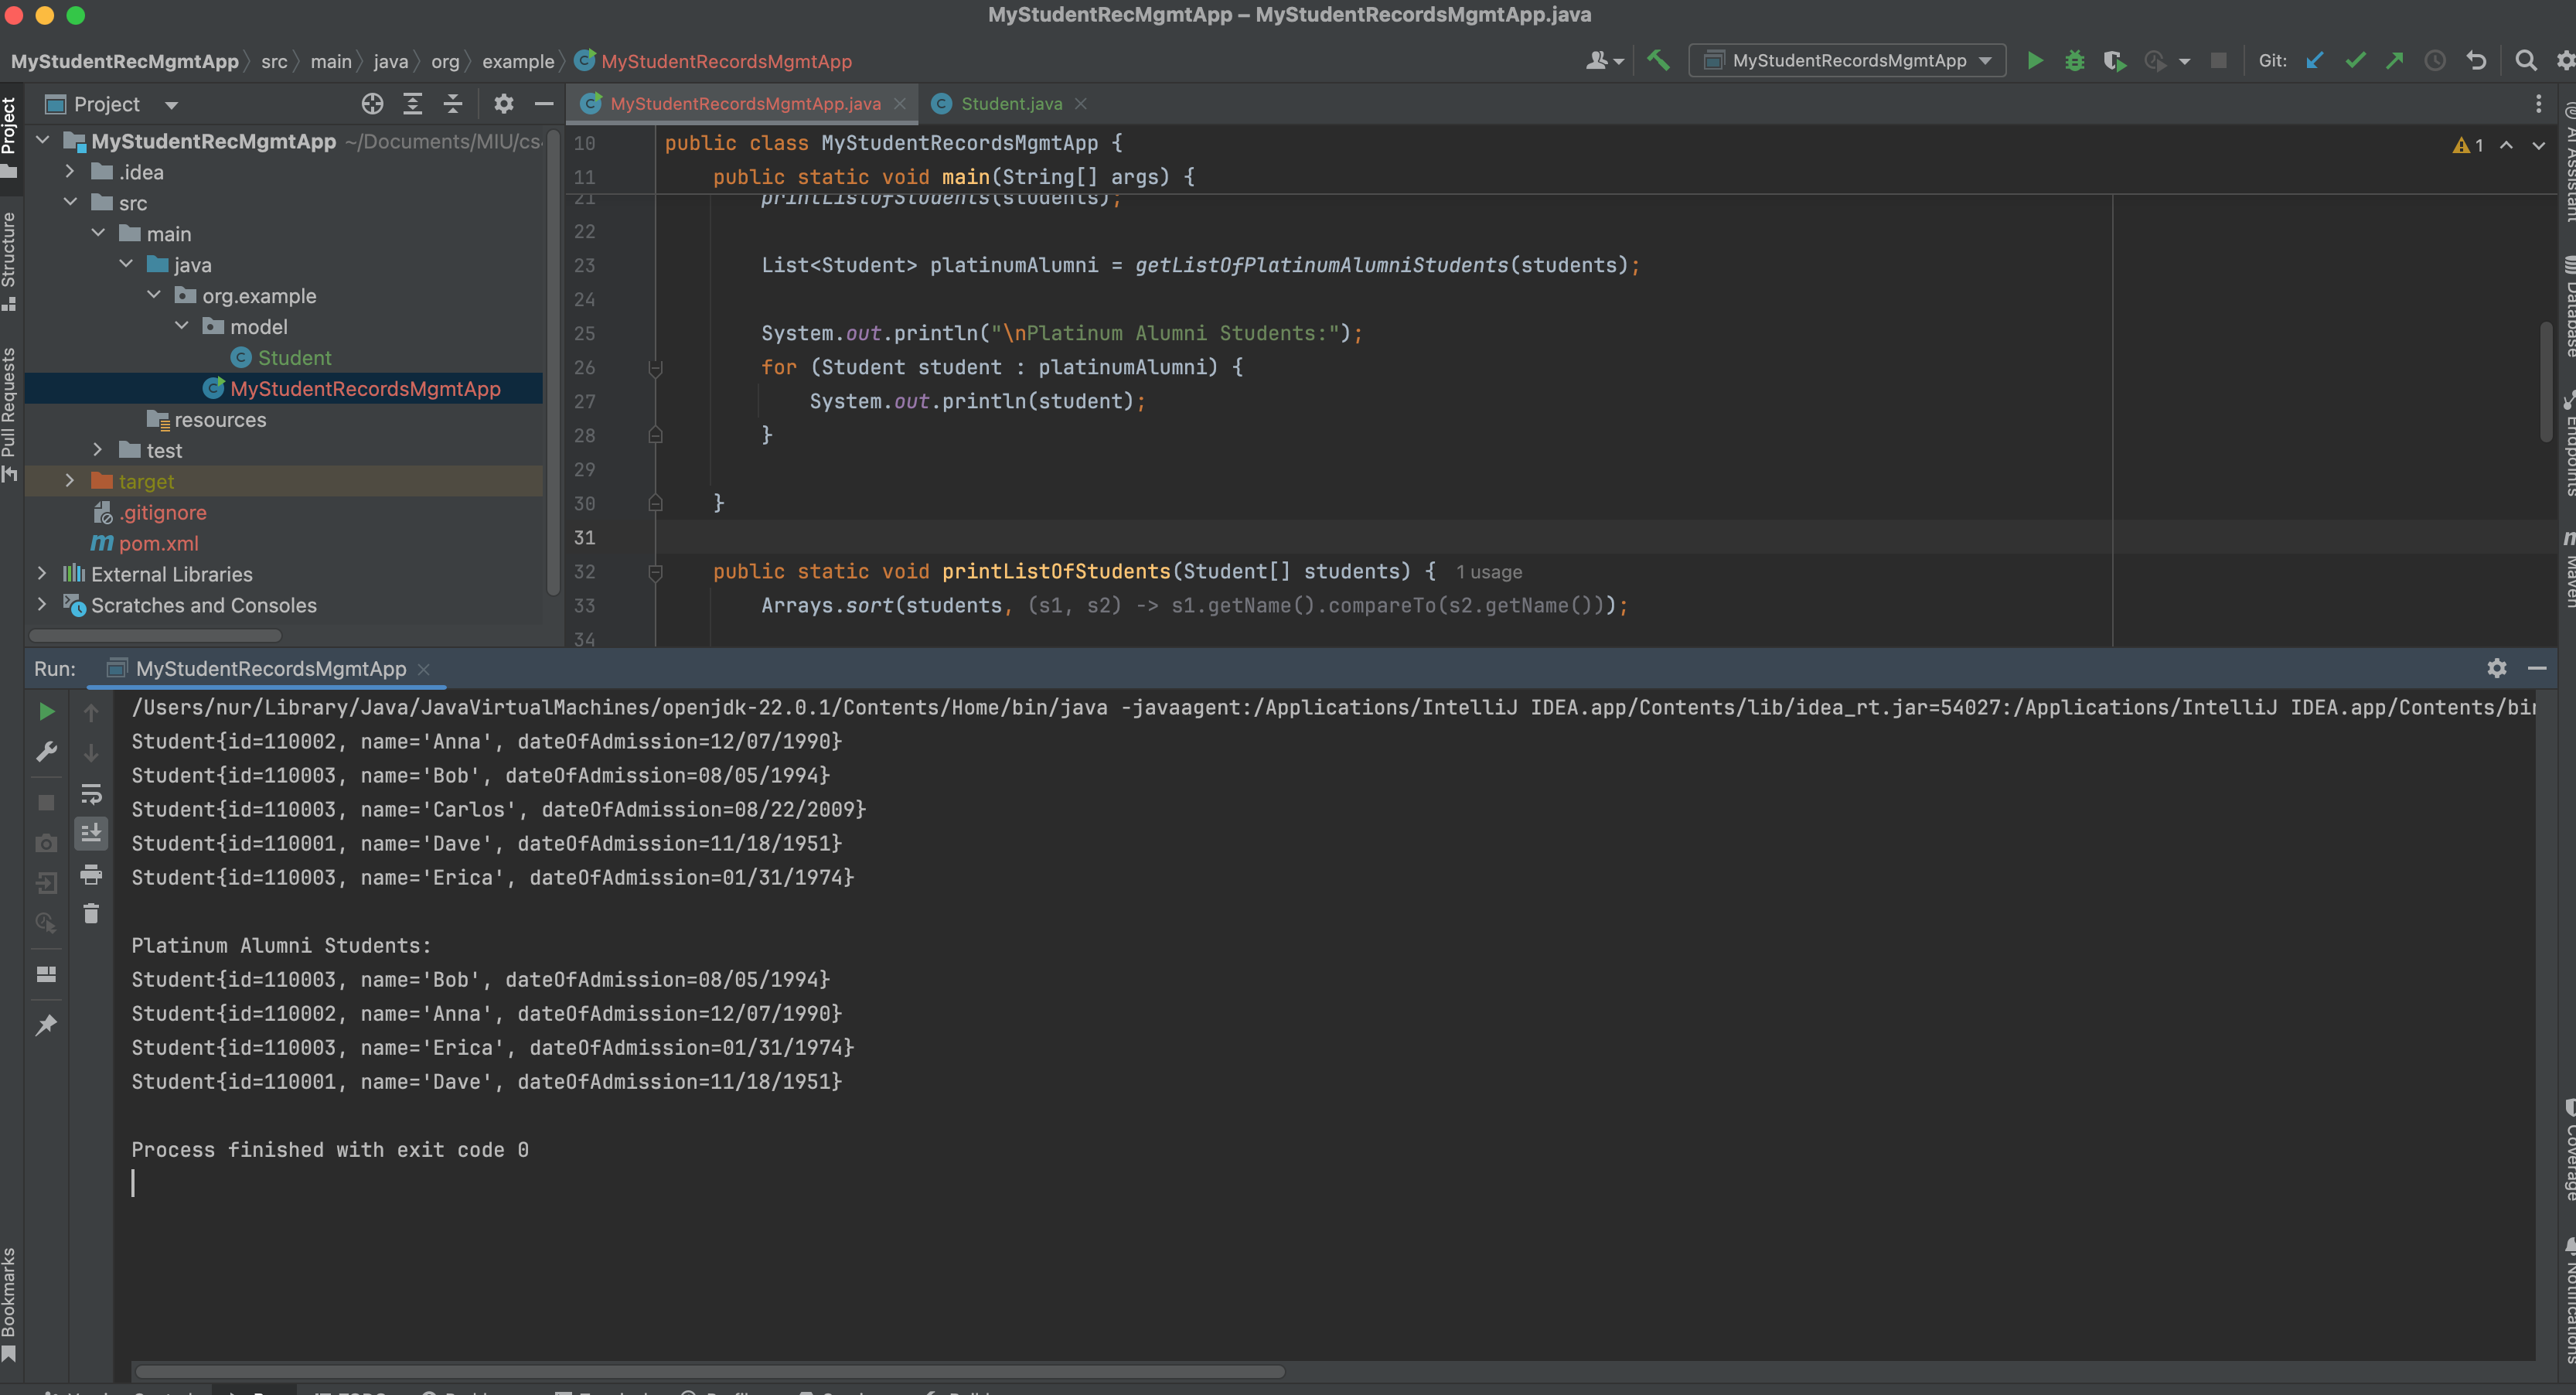 MyStudentRecMgmtApp – MyStudentRecordsMgmtApp.java
MyStudentRecMgmtApp src main java org example MyStudentRecordsMgmtApp
MyStudentRecordsMgmtApp
Git:
Project
Project
MyStudentRecordsMgmtApp.java
Student.java
MyStudentRecMgmtApp ~/Documents/MIU/cs
.idea
src
main
java
org.example
model
Student
MyStudentRecordsMgmtApp
resources
test
target
.gitignore
pom.xml
External Libraries
Scratches and Consoles
Structure
Pull Requests
Bookmarks
10 public class MyStudentRecordsMgmtApp {
11 public static void main(String[] args) {
21 printListOfStudents(students);
22
23 List<Student> platinumAlumni = getListOfPlatinumAlumniStudents(students);
24
25 System.out.println("\nPlatinum Alumni Students:");
26 for (Student student : platinumAlumni) {
27 System.out.println(student);
28 }
29
30 }
31
32 public static void printListOfStudents(Student[] students) { 1 usage
33 Arrays.sort(students, (s1, s2) -> s1.getName().compareTo(s2.getName()));
34
1
AI Assistant
Database
Endpoints
Maven
Coverage
Notifications
Run: MyStudentRecordsMgmtApp
/Users/nur/Library/Java/JavaVirtualMachines/openjdk-22.0.1/Contents/Home/bin/java -javaagent:/Applications/IntelliJ IDEA.app/Contents/lib/idea_rt.jar=54027:/Applications/IntelliJ IDEA.app/Contents/bin
Student{id=110002, name='Anna', dateOfAdmission=12/07/1990}
Student{id=110003, name='Bob', dateOfAdmission=08/05/1994}
Student{id=110003, name='Carlos', dateOfAdmission=08/22/2009}
Student{id=110001, name='Dave', dateOfAdmission=11/18/1951}
Student{id=110003, name='Erica', dateOfAdmission=01/31/1974}
Platinum Alumni Students:
Student{id=110003, name='Bob', dateOfAdmission=08/05/1994}
Student{id=110002, name='Anna', dateOfAdmission=12/07/1990}
Student{id=110003, name='Erica', dateOfAdmission=01/31/1974}
Student{id=110001, name='Dave', dateOfAdmission=11/18/1951}
Process finished with exit code 0